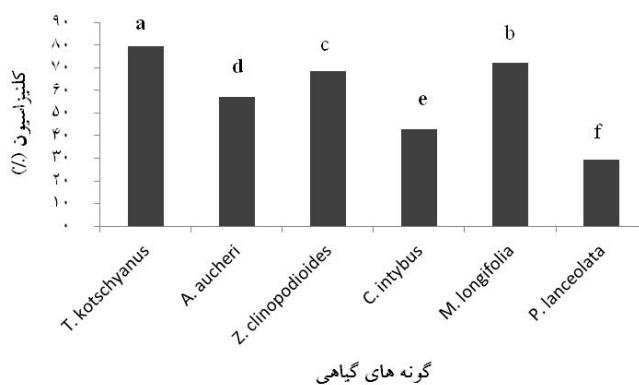 کلنیزاسیون (٪)
۹۰
۸۰
۷۰
۶۰
۵۰
۴۰
۳۰
۲۰
۱۰
۰
a
d
c
e
b
f
T. kotschyanus
A. aucheri
Z. clinopodioides
C. intybus
M. longifolia
P. lanceolata
گونه های گیاهی